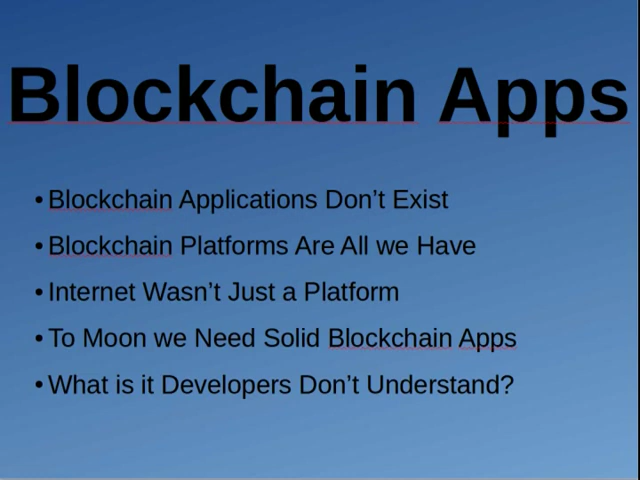 Blockchain Apps
• Blockchain Applications Don’t Exist
• Blockchain Platforms Are All we Have
• Internet Wasn’t Just a Platform
• To Moon we Need Solid Blockchain Apps
• What is it Developers Don’t Understand?